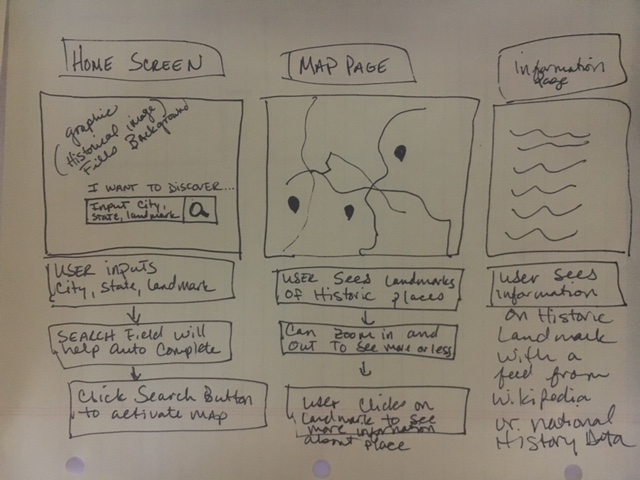 HOME SCREEN
graphic
(Historical image)
Fills Background
I WANT TO DISCOVER...
Input City,
State, landmark
USER inputs
City, state, landmark
SEARCH Field will
help auto complete
Click Search Button
to activate map
MAP PAGE
USER Sees landmarks
of Historic places
Can zoom in and
out To see more or less
User Clicks on
landmark to see
more information
about place
Information
Page
User sees
information
on Historic
Landmark
with a
feed from
Wikipedia
or National
History Data